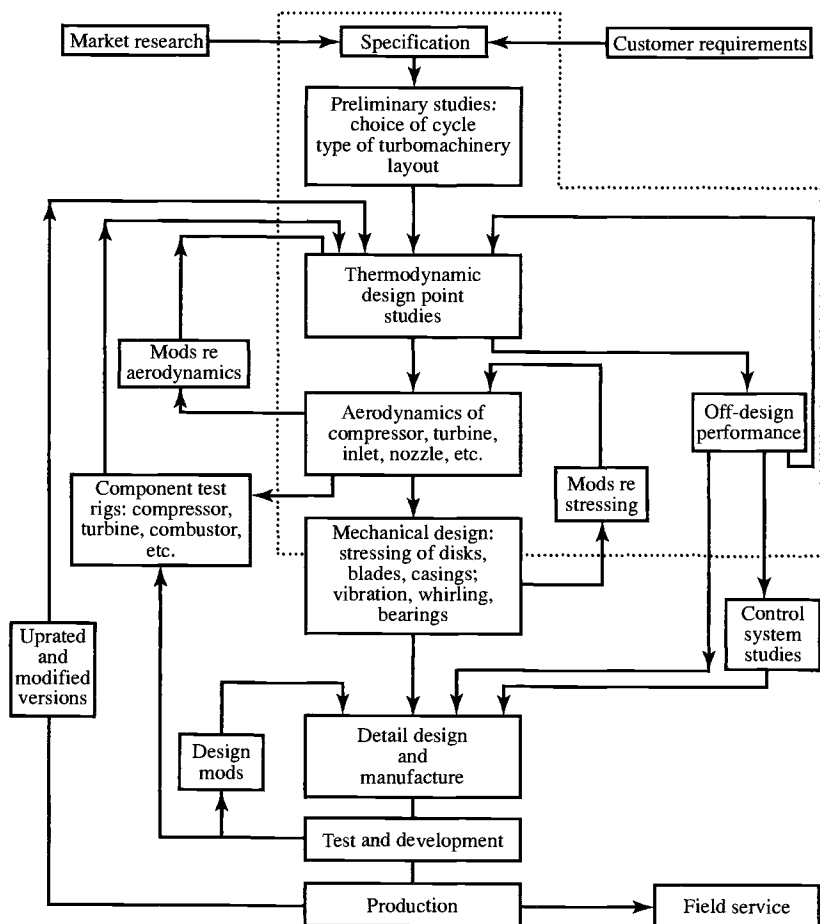 Market research
Specification
Customer requirements
Preliminary studies:
choice of cycle
type of turbomachinery
layout
Thermodynamic
design point
studies
Mods re
aerodynamics
Aerodynamics of
compressor, turbine,
inlet, nozzle, etc.
Off-design
performance
Component test
rigs: compressor,
turbine, combustor,
etc.
Mods re
stressing
Mechanical design:
stressing of disks,
blades, casings;
vibration, whirling,
bearings
Control
system
studies
Uprated
and
modified
versions
Design
mods
Detail design
and
manufacture
Test and development
Production
Field service